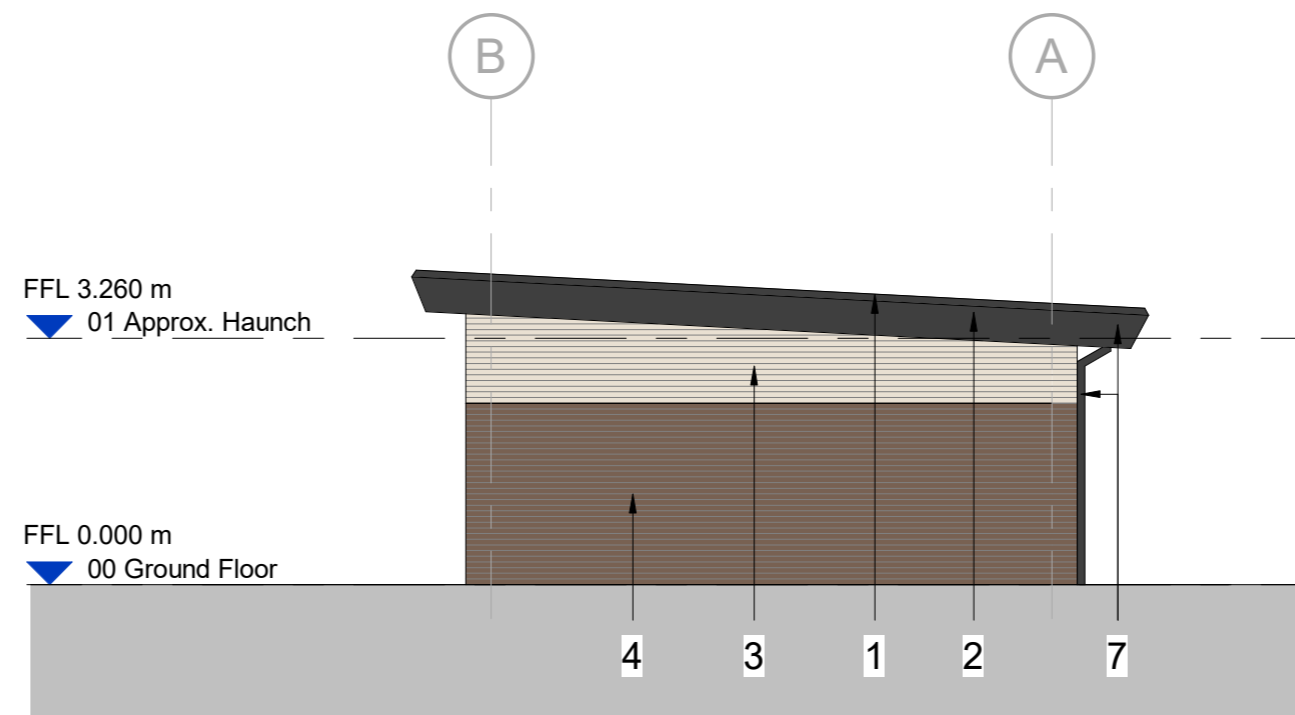 B
A
FFL 3.260 m
01 Approx. Haunch
FFL 0.000 m
00 Ground Floor
4 3 1 2 7